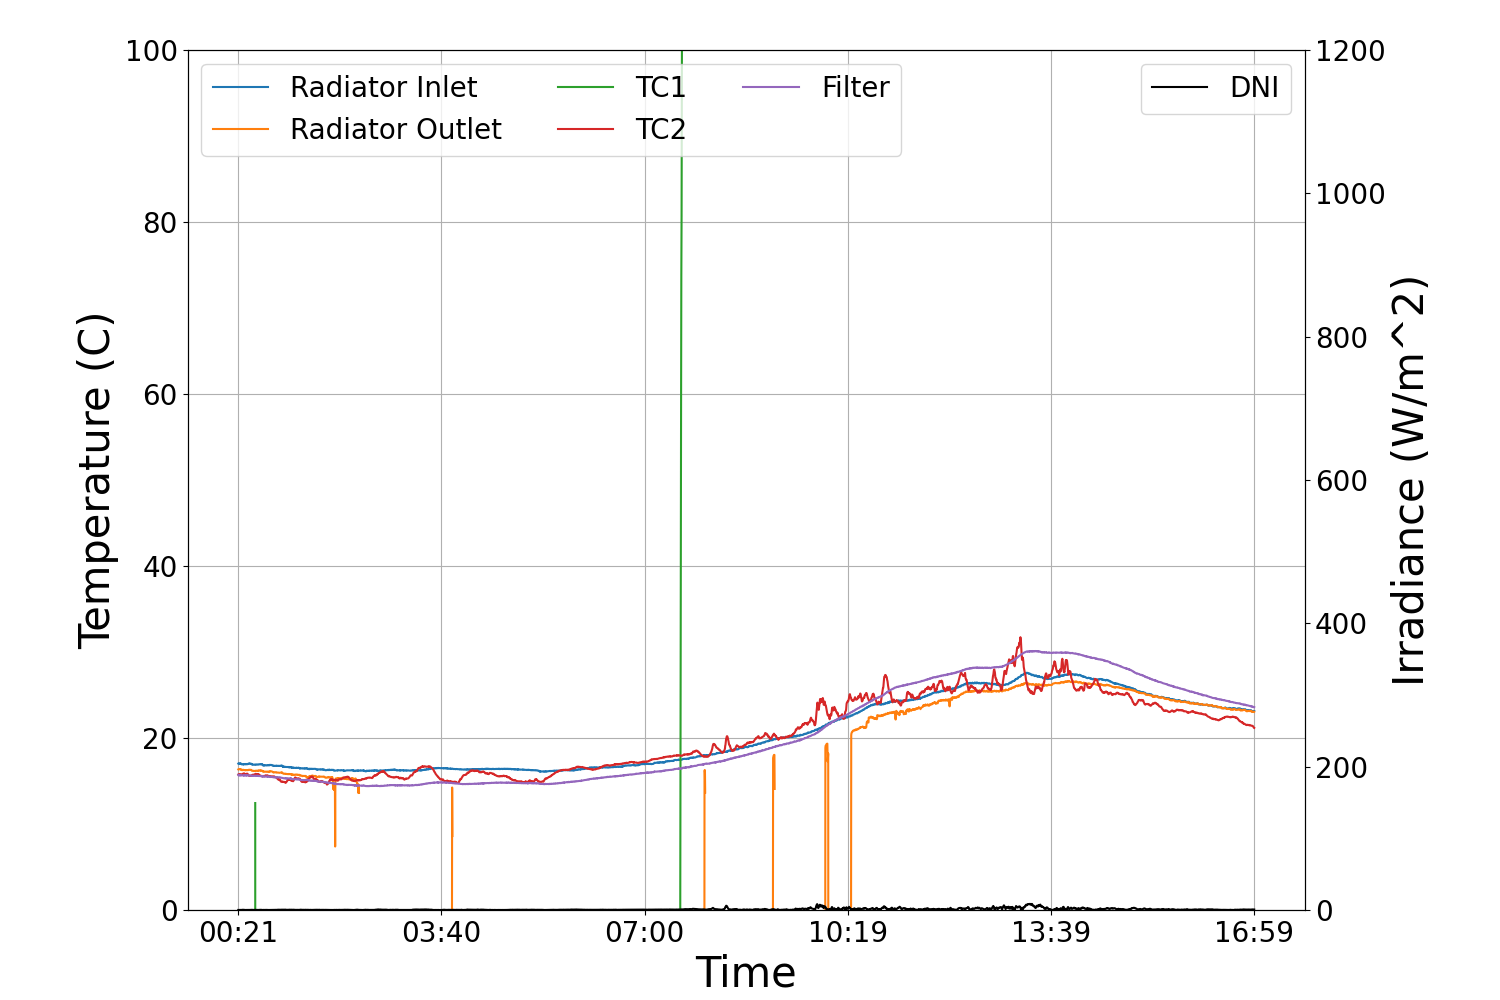 Radiator Inlet
Radiator Outlet
TC1
TC2
Filter
DNI
100
80
60
40
20
0
Temperature (C)
1200
1000
800
600
400
200
0
Irradiance (W/m^2)
00:21 03:40 07:00 10:19 13:39 16:59
Time